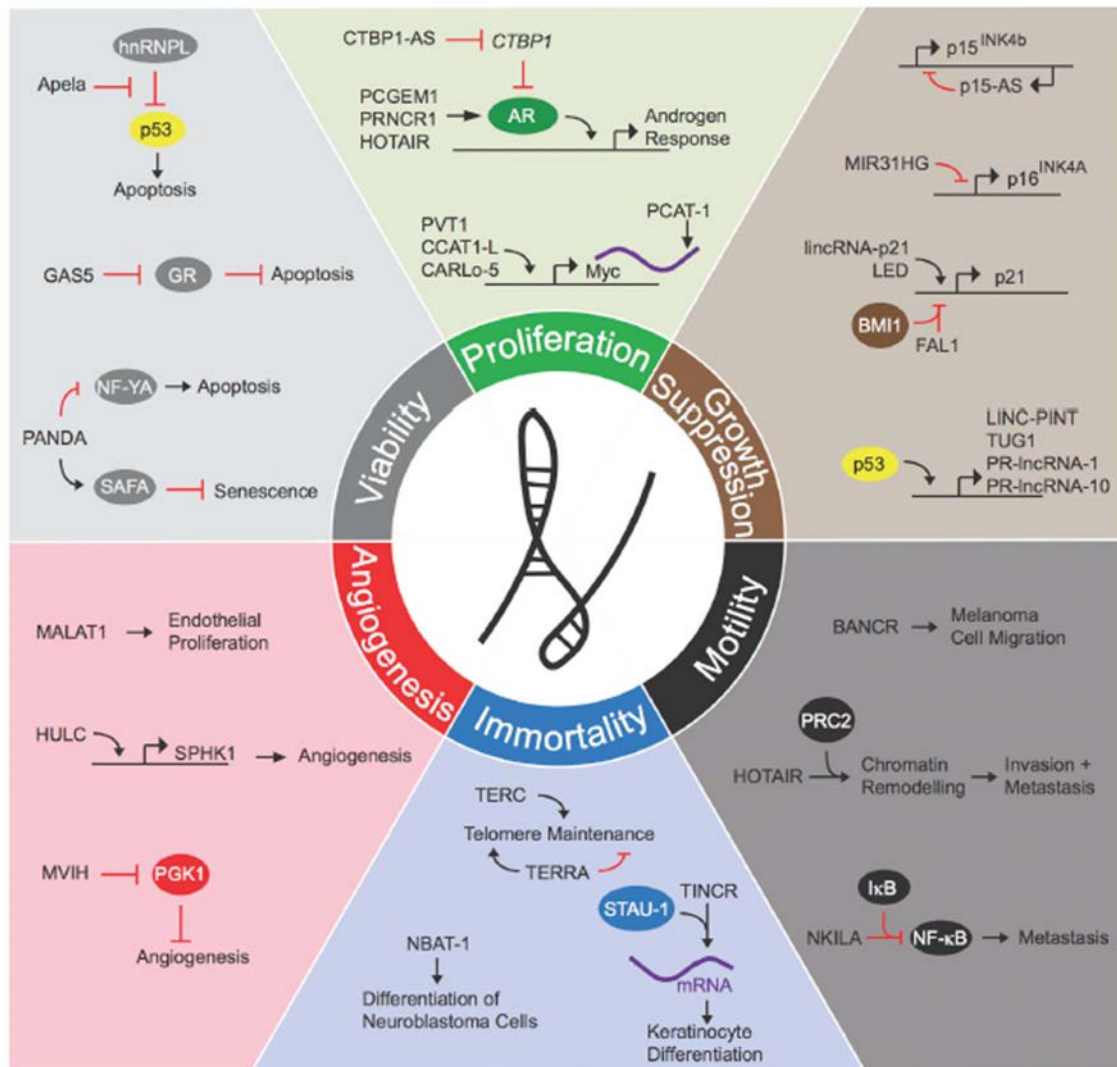 hnRNPL
Apela
p53
Apoptosis
GAS5
GR
Apoptosis
NF-YA
Apoptosis
PANDA
SAFA
Senescence
CTBP1-AS
CTBP1
PCGEM1
PRNCR1
HOTAIR
AR
Androgen
Response
PVT1
CCAT1-L
CARLo-5
Myc
PCAT-1
p15INK4b
p15-AS
MIR31HG
p16INK4A
lincRNA-p21
LED
p21
BMI1
FAL1
p53
LINC-PINT
TUG1
PR-lncRNA-1
PR-lncRNA-10
Viability
Proliferation
Growth
Suppression
Angiogenesis
Immortality
Motility
MALAT1
Endothelial
Proliferation
HULC
SPHK1
Angiogenesis
MVIH
PGK1
Angiogenesis
TERC
Telomere Maintenance
TERRA
TINCR
STAU-1
mRNA
NBAT-1
Differentiation of
Neuroblastoma Cells
Keratinocyte
Differentiation
BANCR
Melanoma
Cell Migration
PRC2
HOTAIR
Chromatin
Remodelling
Invasion +
Metastasis
IκB
NKILA
NF-κB
Metastasis